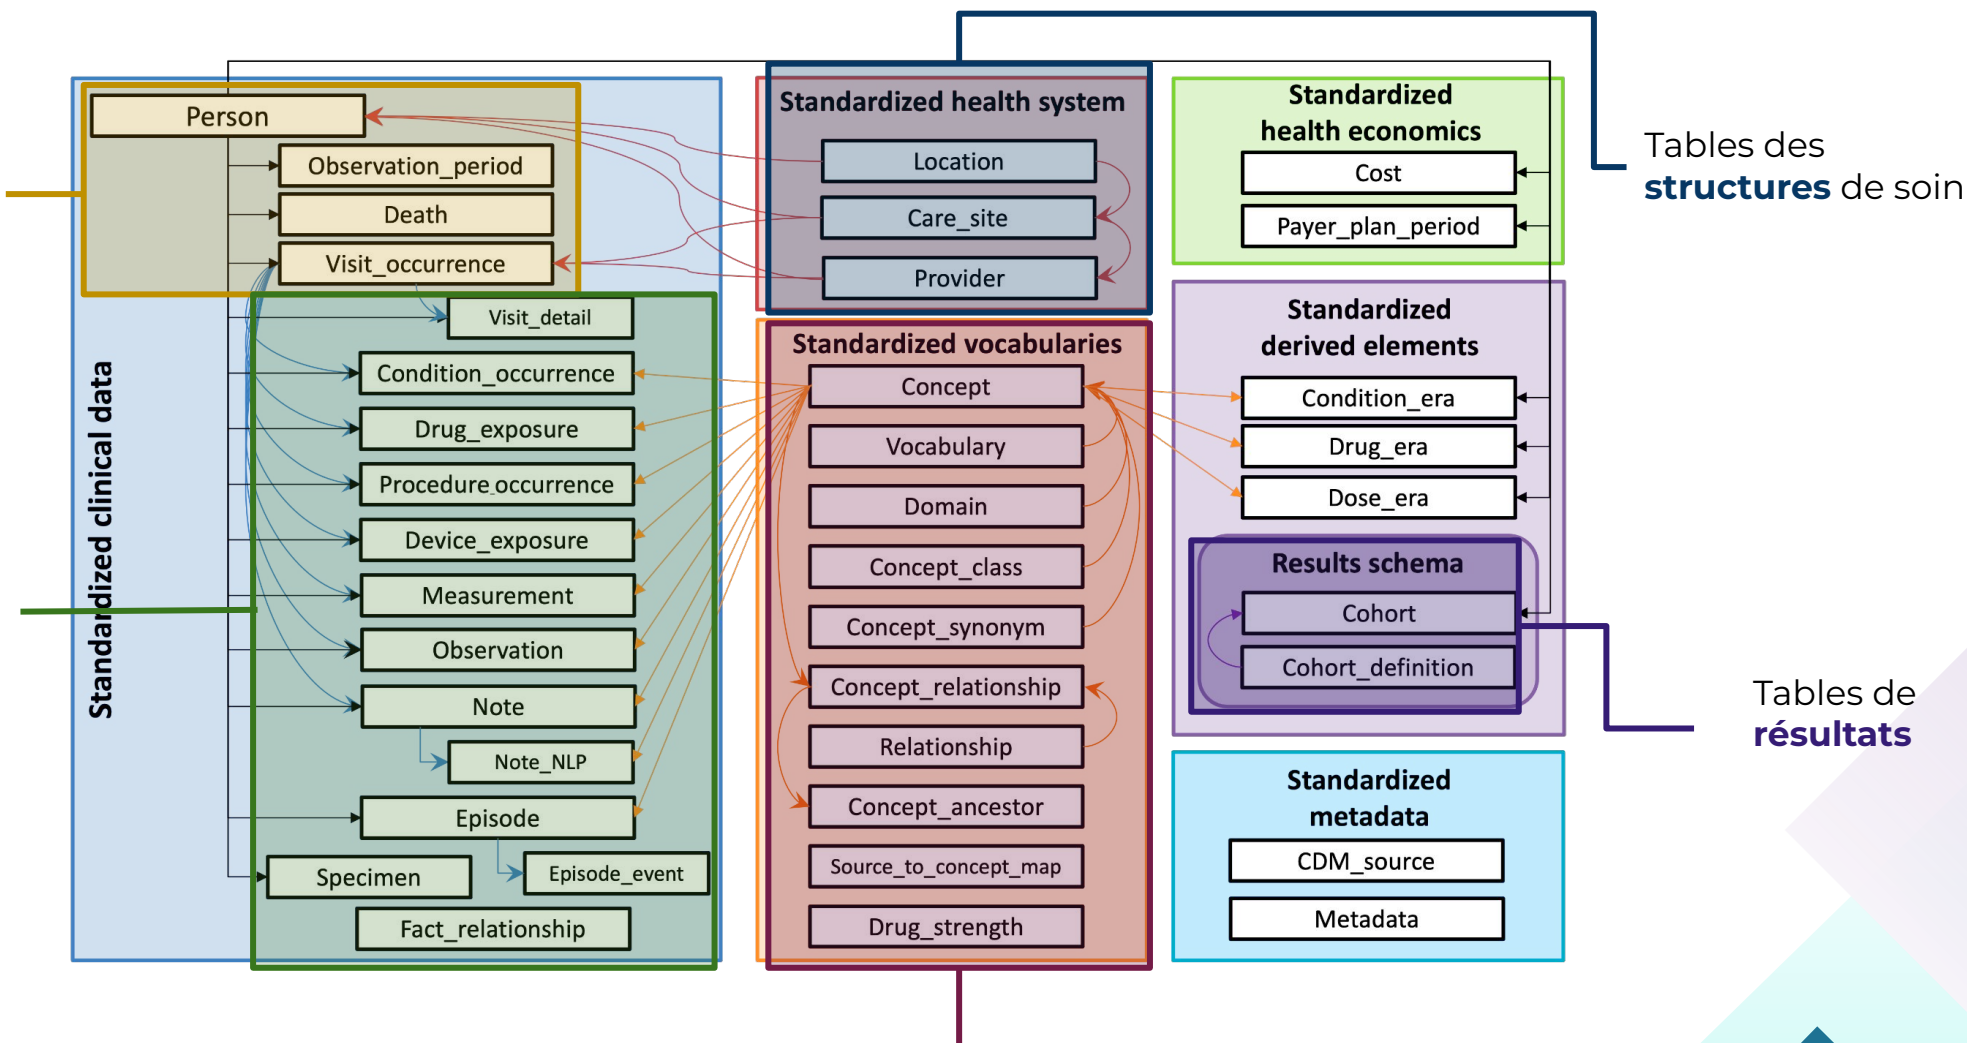 Person
Observation_period
Death
Visit_occurrence
Visit_detail
Condition_occurrence
Drug_exposure
Procedure_occurrence
Device_exposure
Measurement
Observation
Note
Note_NLP
Episode
Specimen
Episode_event
Fact_relationship
Standardized clinical data
Standardized health system
Location
Care_site
Provider
Standardized vocabularies
Concept
Vocabulary
Domain
Concept_class
Concept_synonym
Concept_relationship
Relationship
Concept_ancestor
Source_to_concept_map
Drug_strength
Standardized
health economics
Cost
Payer_plan_period
Standardized
derived elements
Condition_era
Drug_era
Dose_era
Results schema
Cohort
Cohort_definition
Standardized
metadata
CDM_source
Metadata
Tables des
structures de soin
Tables de
résultats